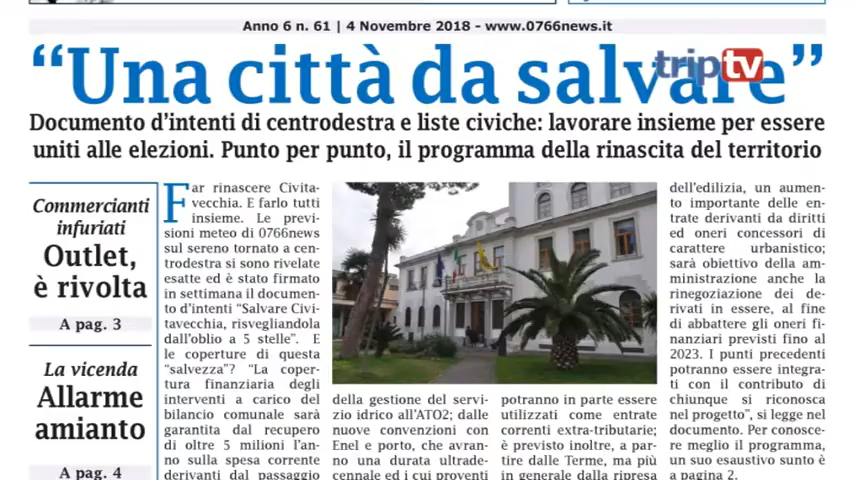 Anno 6 n. 61 | 4 Novembre 2018 - www.0766news.it
“Una città da salvare”
triptv
Documento d’intenti di centrodestra e liste civiche: lavorare insieme per essere
uniti alle elezioni. Punto per punto, il programma della rinascita del territorio
Commercianti
infuriati
Outlet,
è rivolta
A pag. 3
La vicenda
Allarme
amianto
A pag. 4
Far rinascere Civita-
vecchia. E farlo tutti
insieme. Le previ-
sioni meteo di 0766news
sul sereno tornato a cen-
trodestra si sono rivelate
esatte ed è stato firmato
in settimana il documen-
to d’intenti “Salvare Civi-
tavecchia, risvegliandola
dall’oblio a 5 stelle”. E
le coperture di questa
“salvezza”? “La coper-
tura finanziaria degli
interventi a carico del
bilancio comunale sarà
garantita dal recupero
di oltre 5 milioni l’an-
no sulla spesa corrente
derivanti dal passaggio
della gestione del servi-
zio idrico all’ATO2; dalle
nuove convenzioni con
Enel e porto, che avran-
no una durata ultrade-
cennale ed i cui proventi
potranno in parte essere
utilizzati come entrate
correnti extra-tributarie;
è previsto inoltre, a par-
tire dalle Terme, ma più
in generale dalla ripresa
dell’edilizia, un aumen-
to importante delle en-
trate derivanti da diritti
ed oneri concessori di
carattere urbanistico;
sarà obiettivo della am-
ministrazione anche la
rinegoziazione dei de-
rivati in essere, al fine
di abbattere gli oneri fi-
nanziari previsti fino al
2023. I punti precedenti
potranno essere integra-
ti con il contributo di
chiunque si riconosca
nel progetto”, si legge nel
documento. Per conosce-
re meglio il programma,
un suo esaustivo sunto è
a pagina 2.